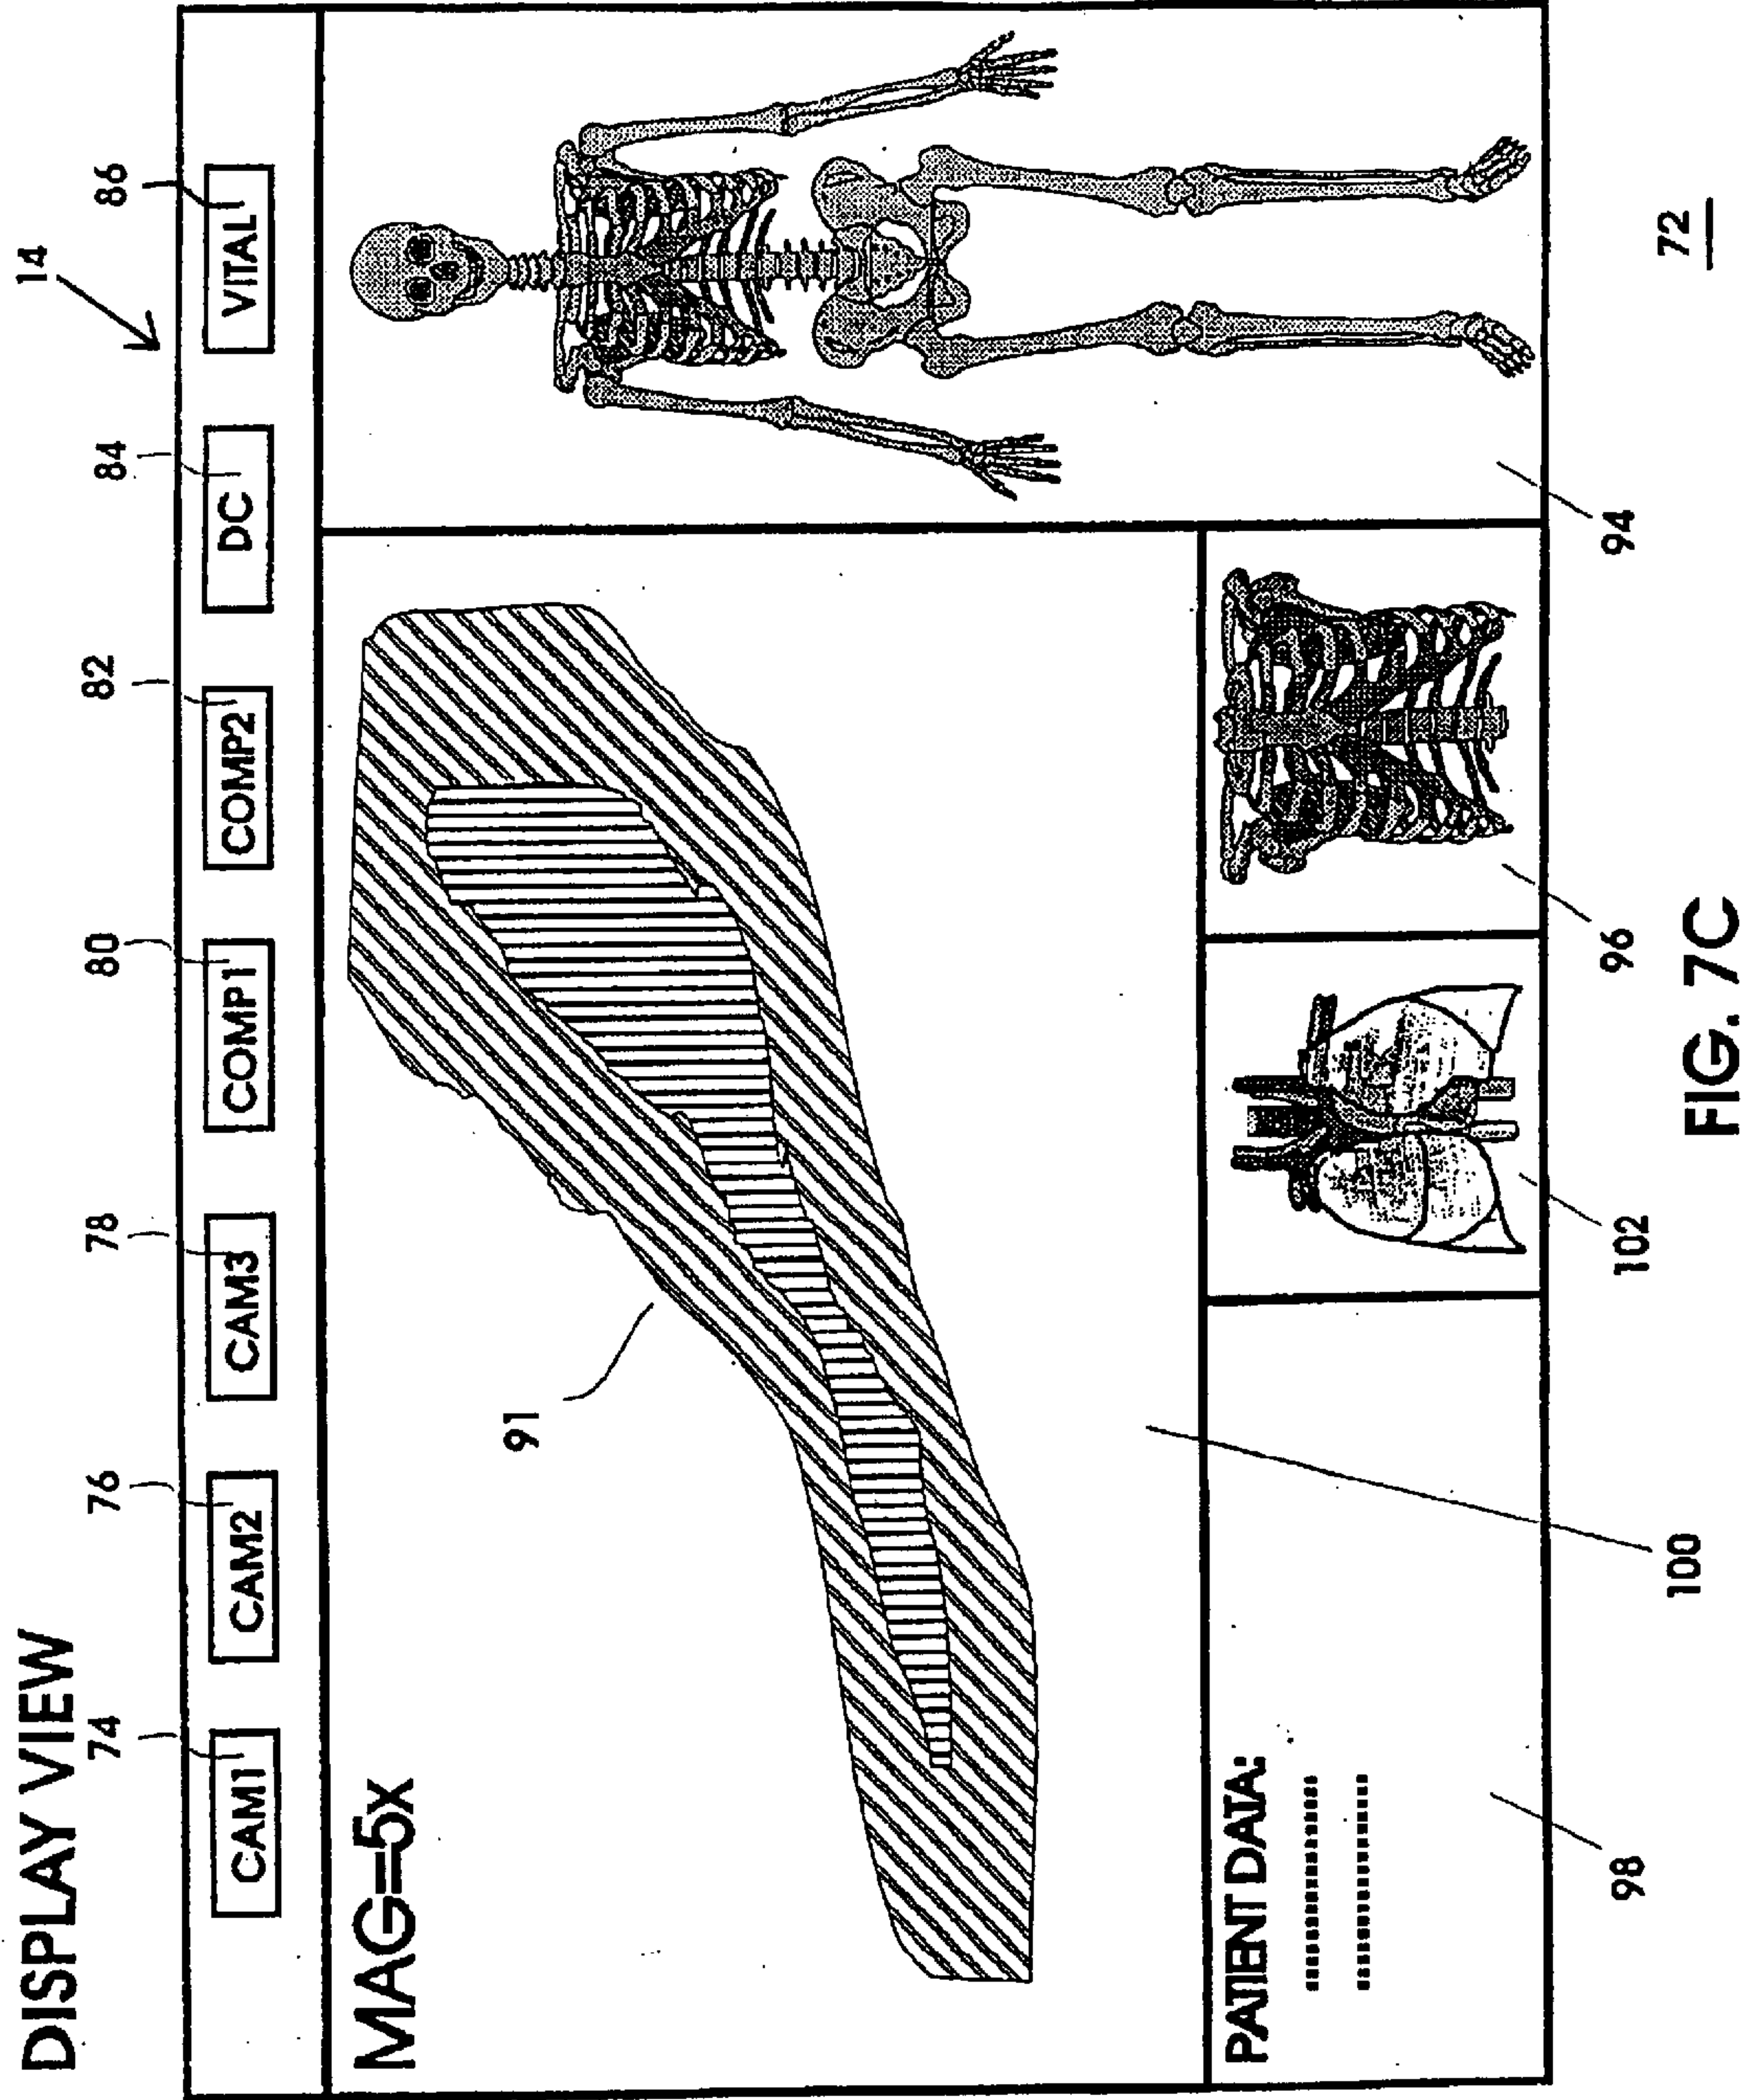 DISPLAY VIEW
14
74
76
78
80
82
84
86
CAM1
CAM2
CAM3
COMP1
COMP2
DC
VITAL
MAG=5x
91
PATIENT DATA:
98
100
102
96
94
72
FIG. 7C